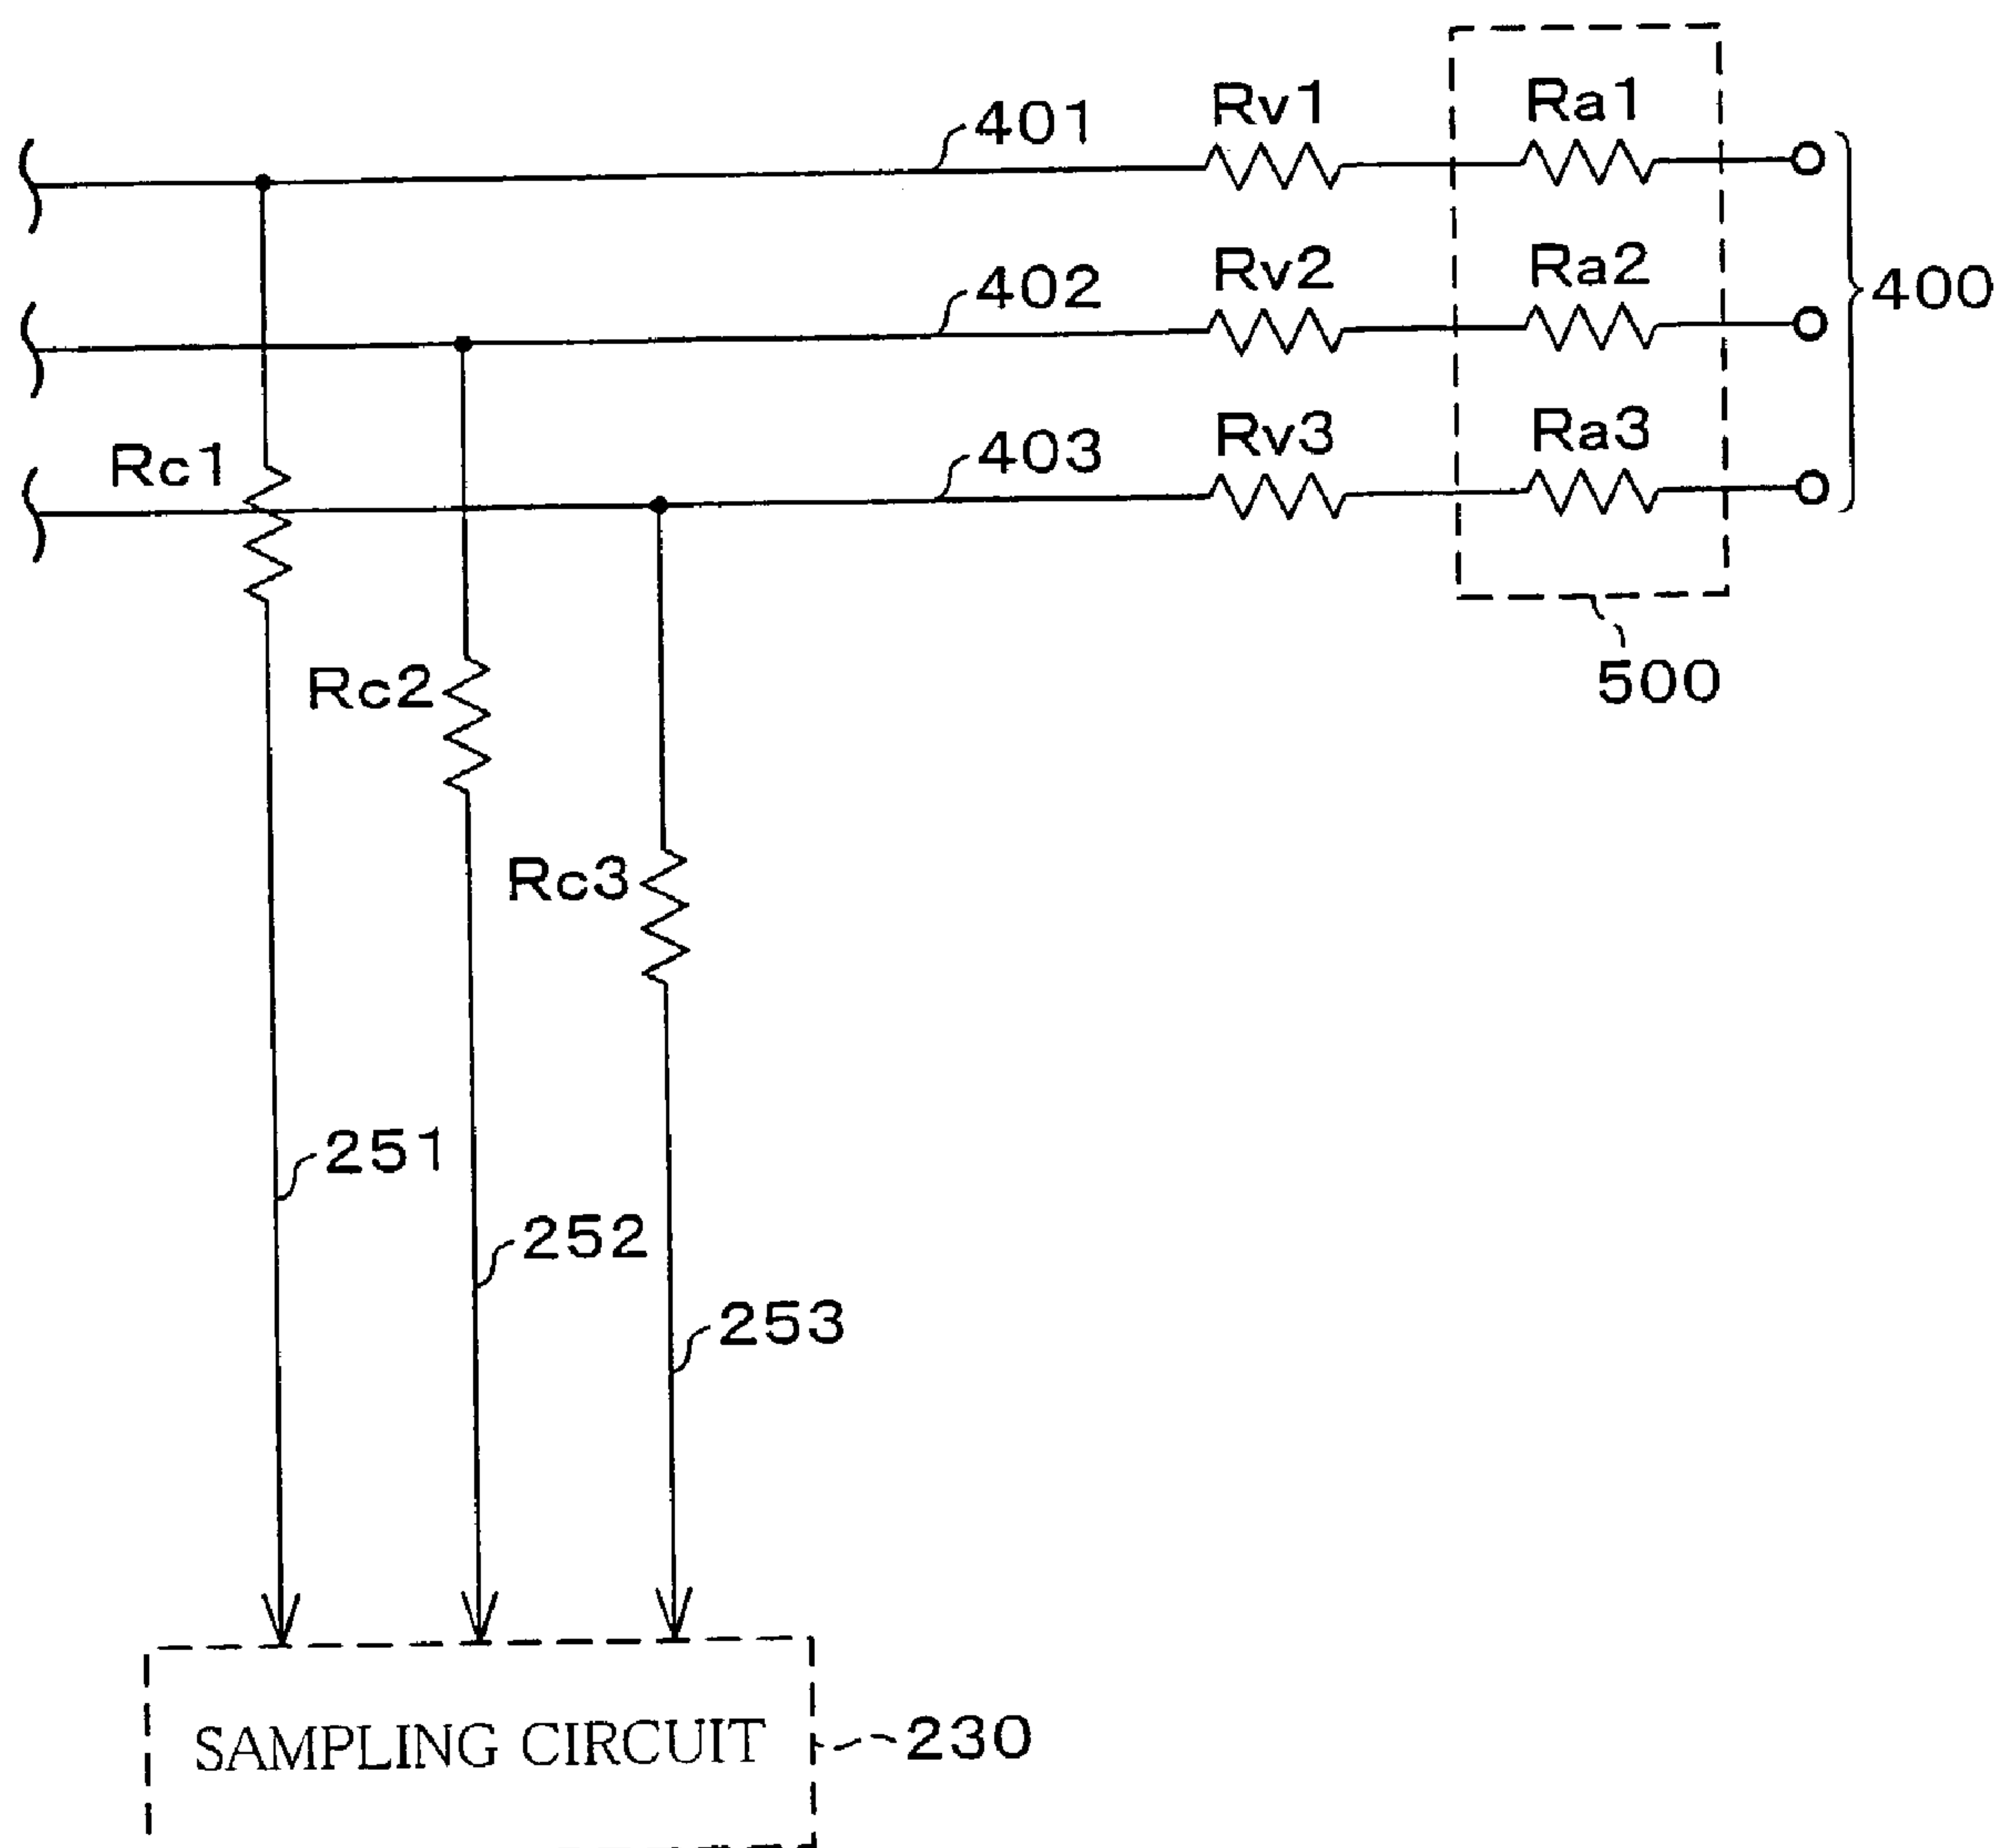 Rv1
Ra1
401
Rv2
Ra2
402
400
Rv3
Ra3
403
Rc1
500
Rc2
Rc3
251
252
253
SAMPLING CIRCUIT
230